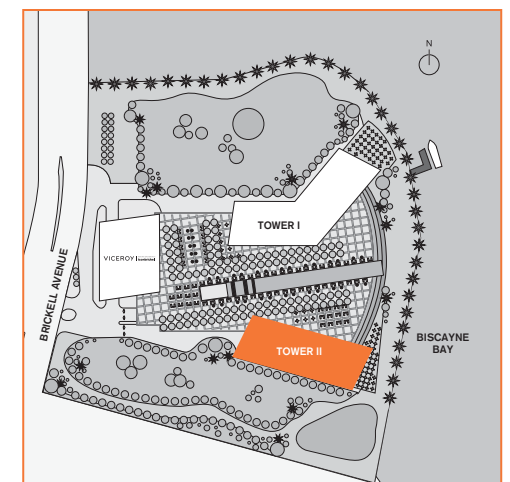 N
TOWER I
VICEROY
BRICKELL AVENUE
BISCAYNE
BAY
TOWER II